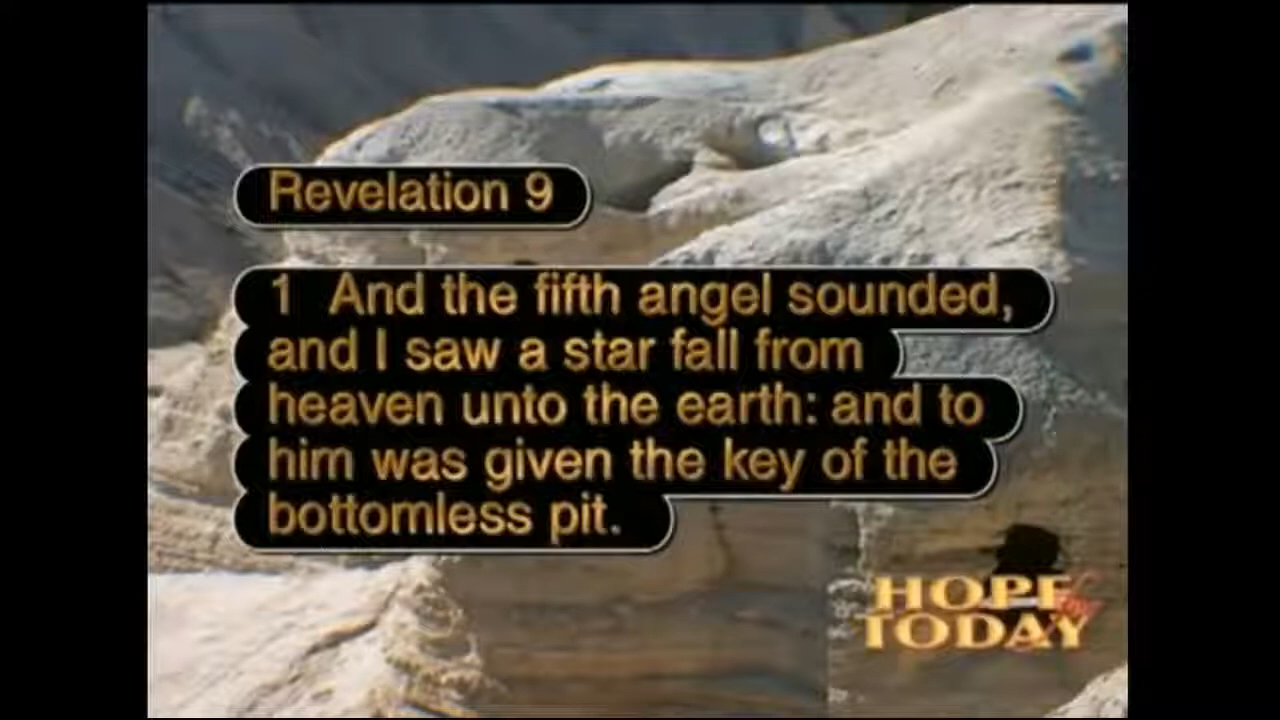 Revelation 9
1 And the fifth angel sounded,
and I saw a star fall from
heaven unto the earth: and to
him was given the key of the
bottomless pit.
HOPE for
TODAY